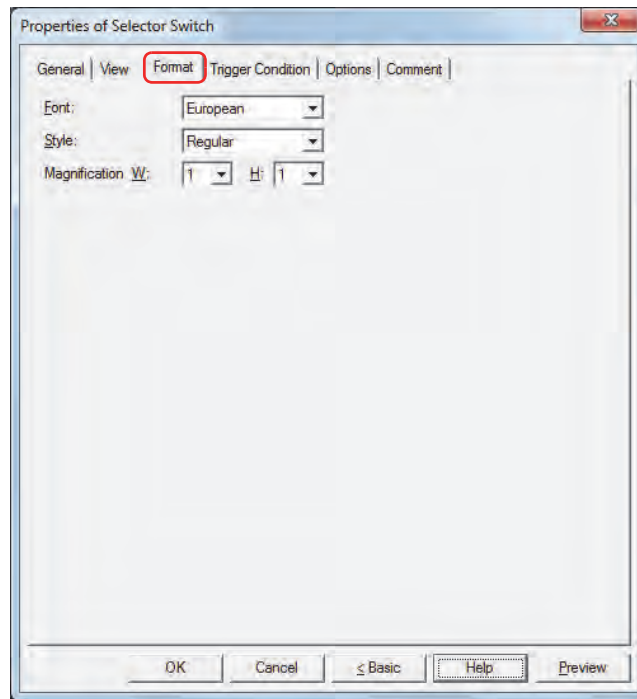 Properties of Selector Switch
General View Format Trigger Condition Options Comment
Font: European
Style: Regular
Magnification W: 1 H: 1
OK Cancel < Basic Help Preview